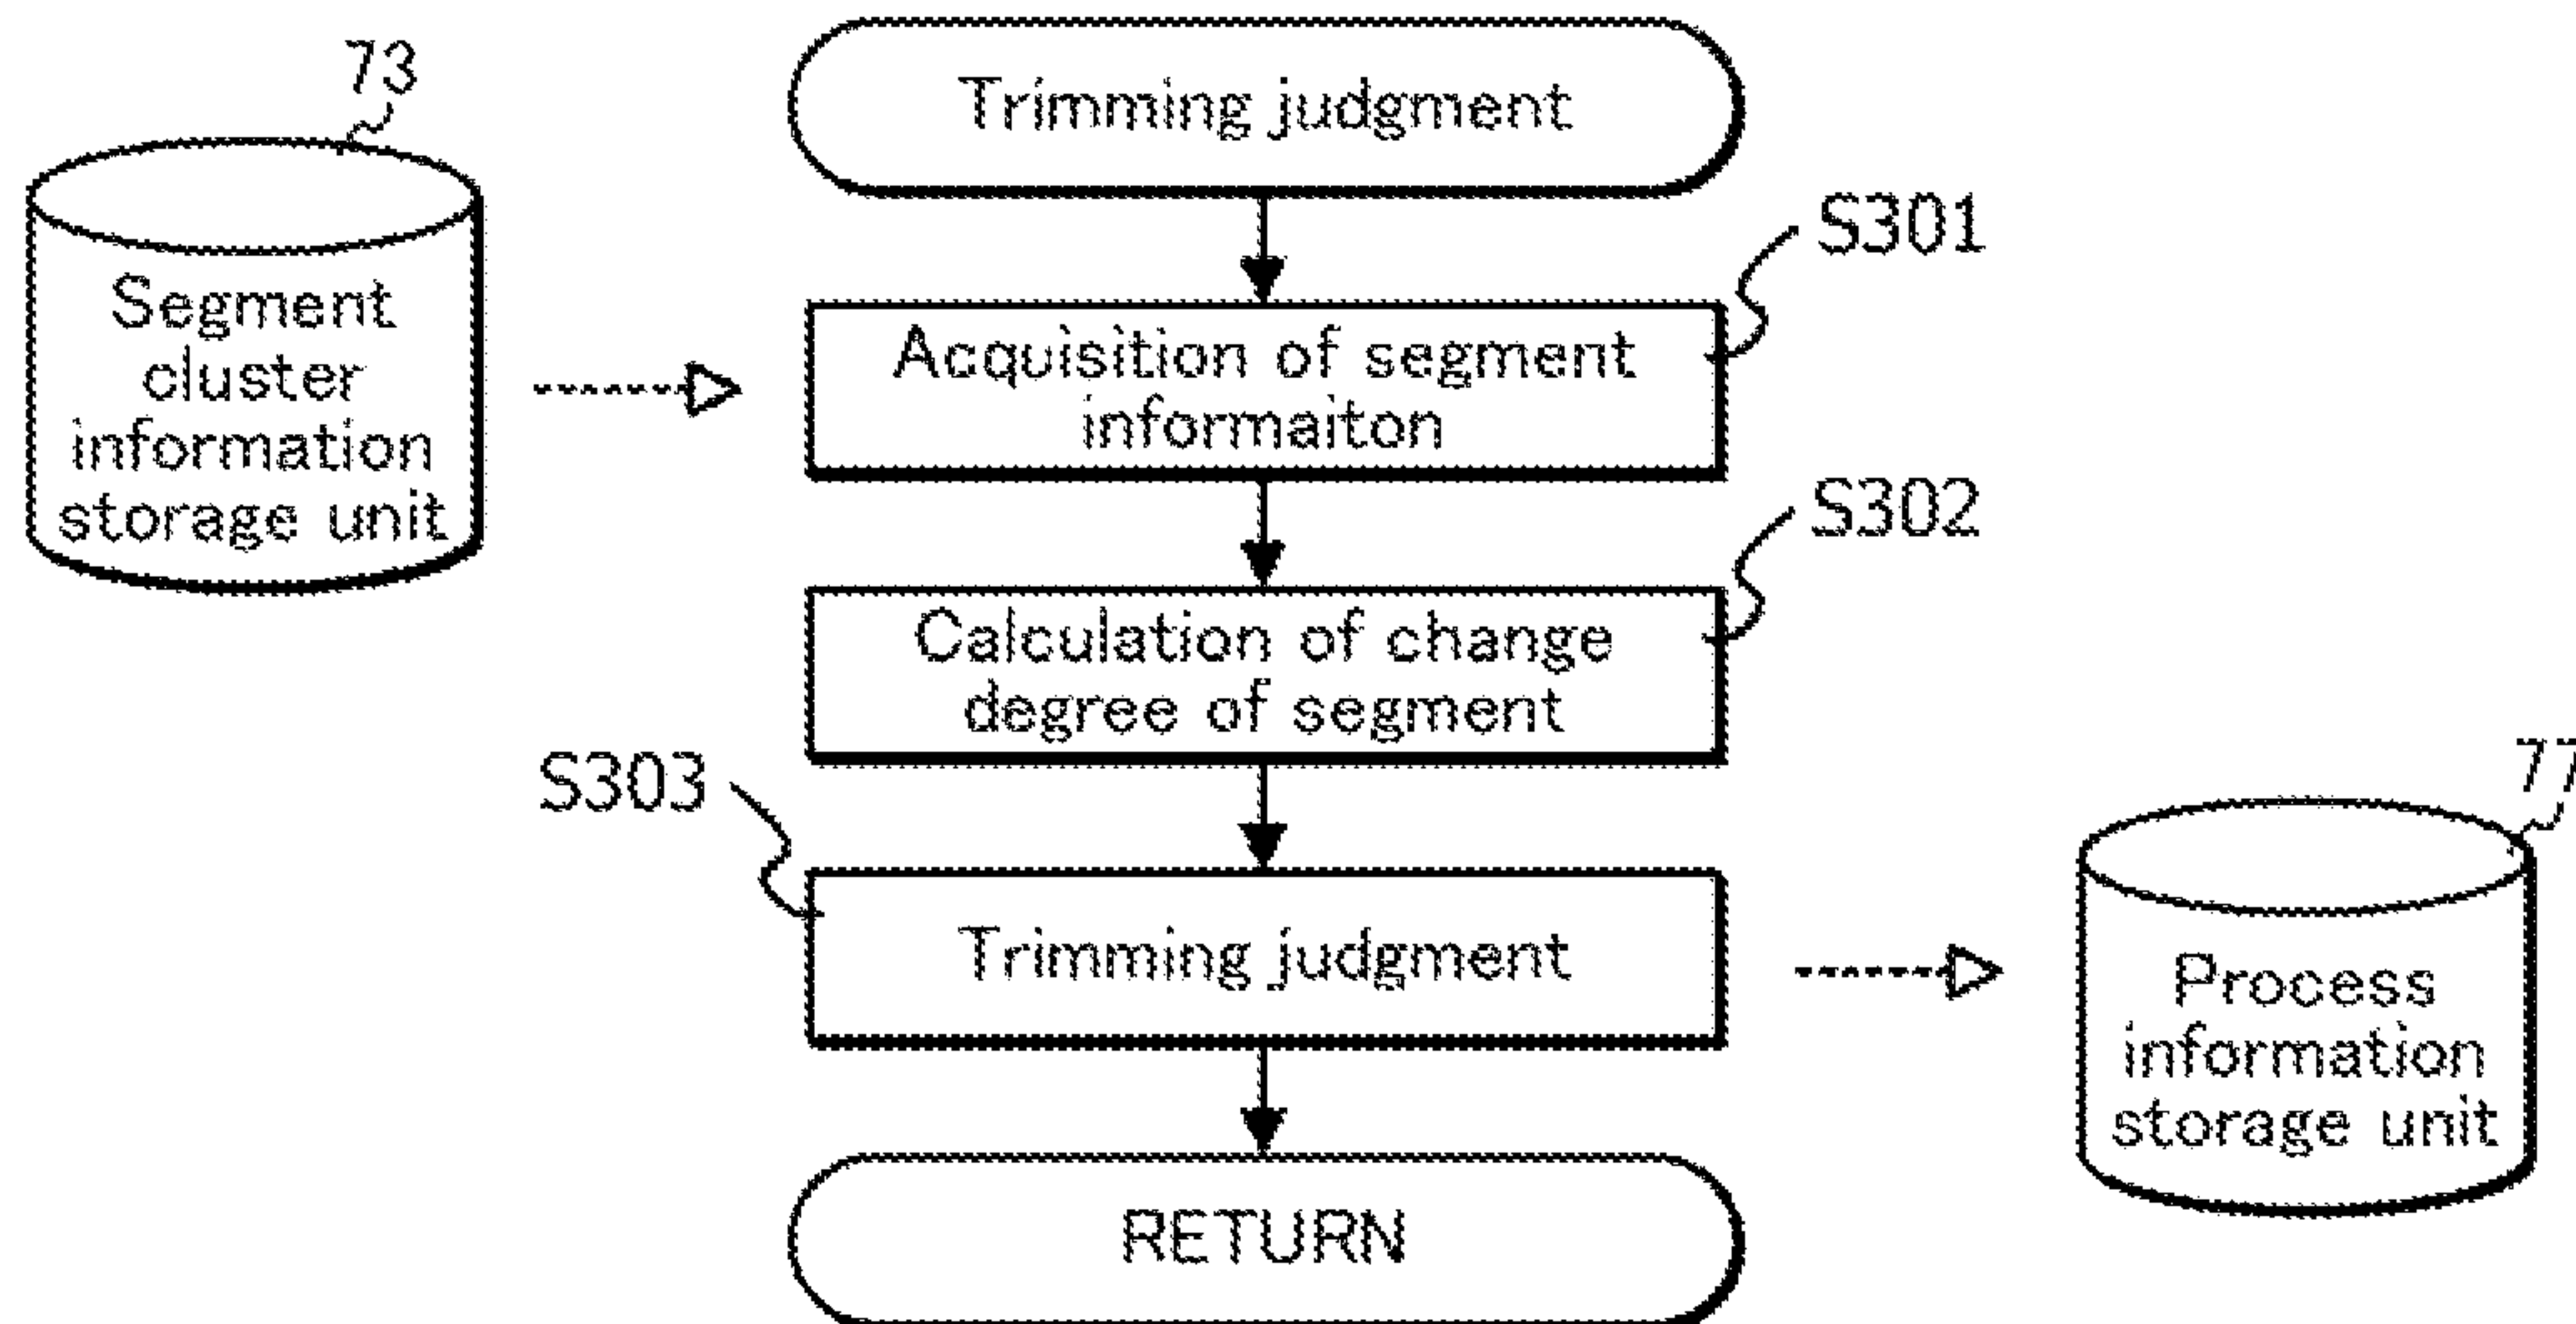 73
Trimming judgment
S301
Segment
cluster
information
storage unit
Acquisition of segment
informaiton
S302
Calculation of change
degree of segment
S303
77
Trimming judgment
Process
information
storage unit
RETURN